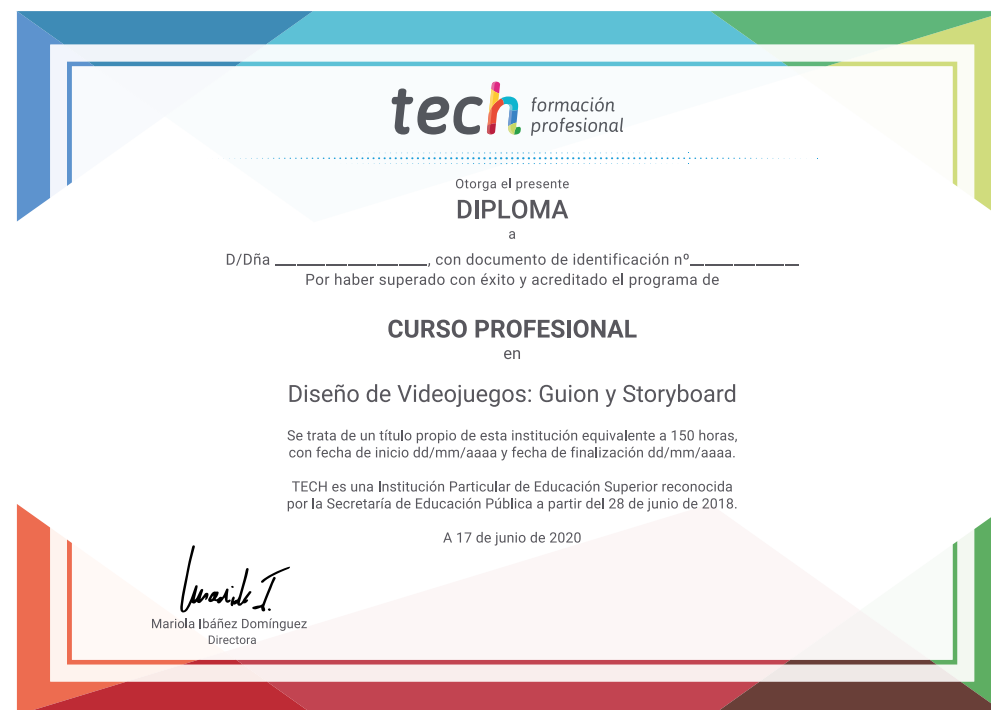 tech formación
profesional
Otorga el presente
DIPLOMA
a
D/Dña ____________________, con documento de identificación nº______________
Por haber superado con éxito y acreditado el programa de
CURSO PROFESIONAL
en
Diseño de Videojuegos: Guion y Storyboard
Se trata de un título propio de esta institución equivalente a 150 horas,
con fecha de inicio dd/mm/aaaa y fecha de finalización dd/mm/aaaa.
TECH es una Institución Particular de Educación Superior reconocida
por la Secretaría de Educación Pública a partir del 28 de junio de 2018.
A 17 de junio de 2020
Mariola Ibáñez Domínguez
Directora